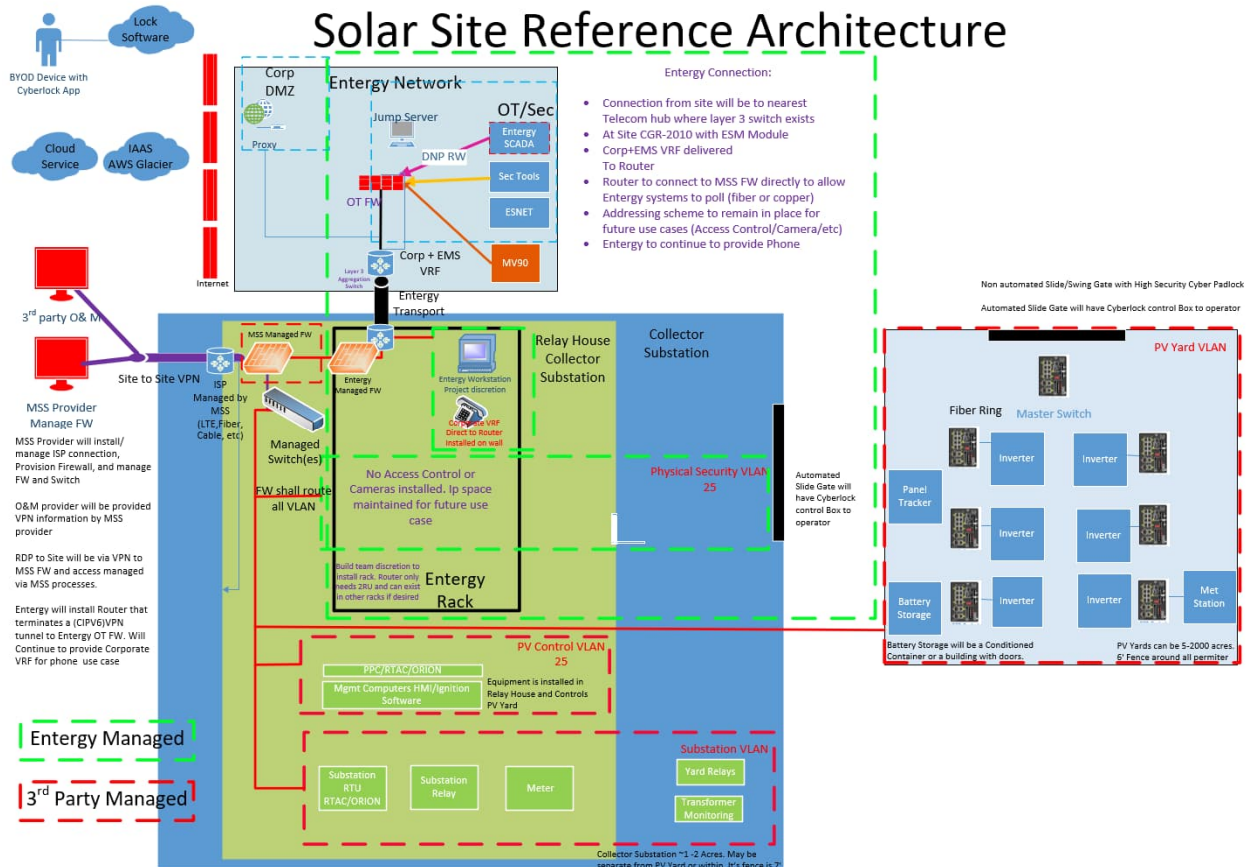 Solar Site Reference Architecture
Lock
Software
BYOD Device with
Cyberlock App
Cloud
Service
IAAS
AWS Glacier
Internet
Corp
DMZ
Proxy
Entergy Network
OT/Sec
Jump Server
Entergy
SCADA
DNP RW
Sec Tools
OT FW
ESNET
MV90
Layer 3
Aggregation
Switch
Corp + EMS
VRF
Entergy
Transport
Entergy Connection:
• Connection from site will be to nearest
Telecom hub where layer 3 switch exists
• At Site CGR-2010 with ESM Module
• Corp+EMS VRF delivered
To Router
• Router to connect to MSS FW directly to allow
Entergy systems to poll (fiber or copper)
• Addressing scheme to remain in place for
future use cases (Access Control/Camera/etc)
• Entergy to continue to provide Phone
3rd party O& M
Site to Site VPN
MSS Provider
Manage FW
MSS Provider will install/
manage ISP connection,
Provision Firewall, and manage
FW and Switch
O&M provider will be provided
VPN information by MSS
provider
RDP to Site will be via VPN to
MSS FW and access managed
via MSS processes.
Entergy will install Router that
terminates a (CIPV6)VPN
tunnel to Entergy OT FW. Will
Continue to provide Corporate
VRF for phone use case
Entergy Managed
3rd Party Managed
MSS Managed FW
ISP
Managed by
MSS
(LTE,Fiber,
Cable, etc)
Entergy
Managed FW
Managed
Switch(es)
FW shall route
all VLAN
Entergy Workstation
Project discretion
Corporate VRF
Direct to Router
Installed on wall
Relay House
Collector
Substation
Collector
Substation
No Access Control or
Cameras installed. Ip space
maintained for future use
case
Physical Security VLAN
25
Build team discretion to
install rack. Router only
needs 2RU and can exist
in other racks if desired
Entergy
Rack
Automated
Slide Gate will
have Cyberlock
control Box to
operator
PV Control VLAN
25
PPC/RTAC/ORION
Mgmt Computers HMI/Ignition
Software
Equipment is installed in
Relay House and Controls
PV Yard
Substation VLAN
Substation
RTU
RTAC/ORION
Substation
Relay
Meter
Yard Relays
Transformer
Monitoring
Collector Substation ~1 -2 Acres. May be
separate from PV Yard or within. It's fence is 7'
Non automated Slide/Swing Gate with High Security Cyber Padlock
Automated Slide Gate will have Cyberlock control Box to operator
PV Yard VLAN
Fiber Ring
Master Switch
Inverter
Inverter
Panel
Tracker
Inverter
Inverter
Battery
Storage
Inverter
Inverter
Met
Station
Battery Storage will be a Conditioned
Container or a building with doors.
PV Yards can be 5-2000 acres.
6' Fence around all permiter